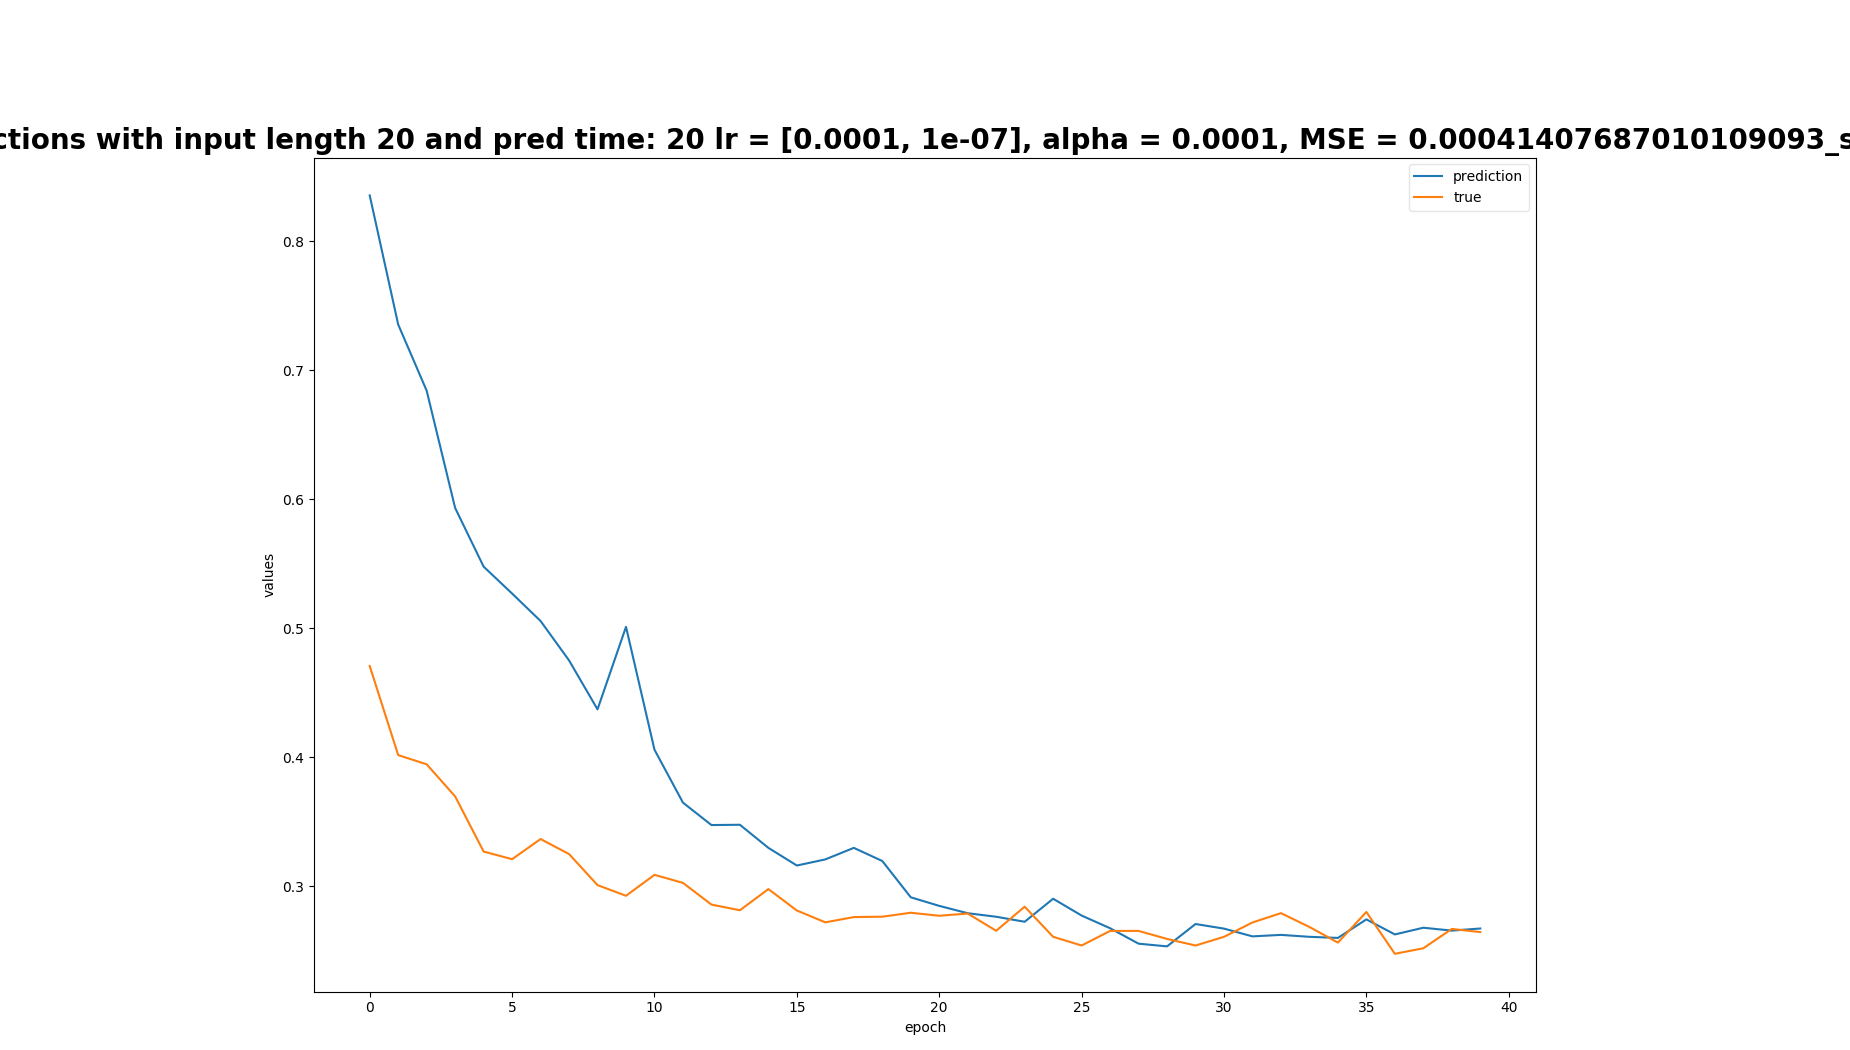 ctions with input length 20 and pred time: 20 lr = [0.0001, 1e-07], alpha = 0.0001, MSE = 0.00041407687010109093_s
prediction
true
0.8
0.7
0.6
0.5
0.4
0.3
values
0 5 10 15 20 25 30 35 40
epoch